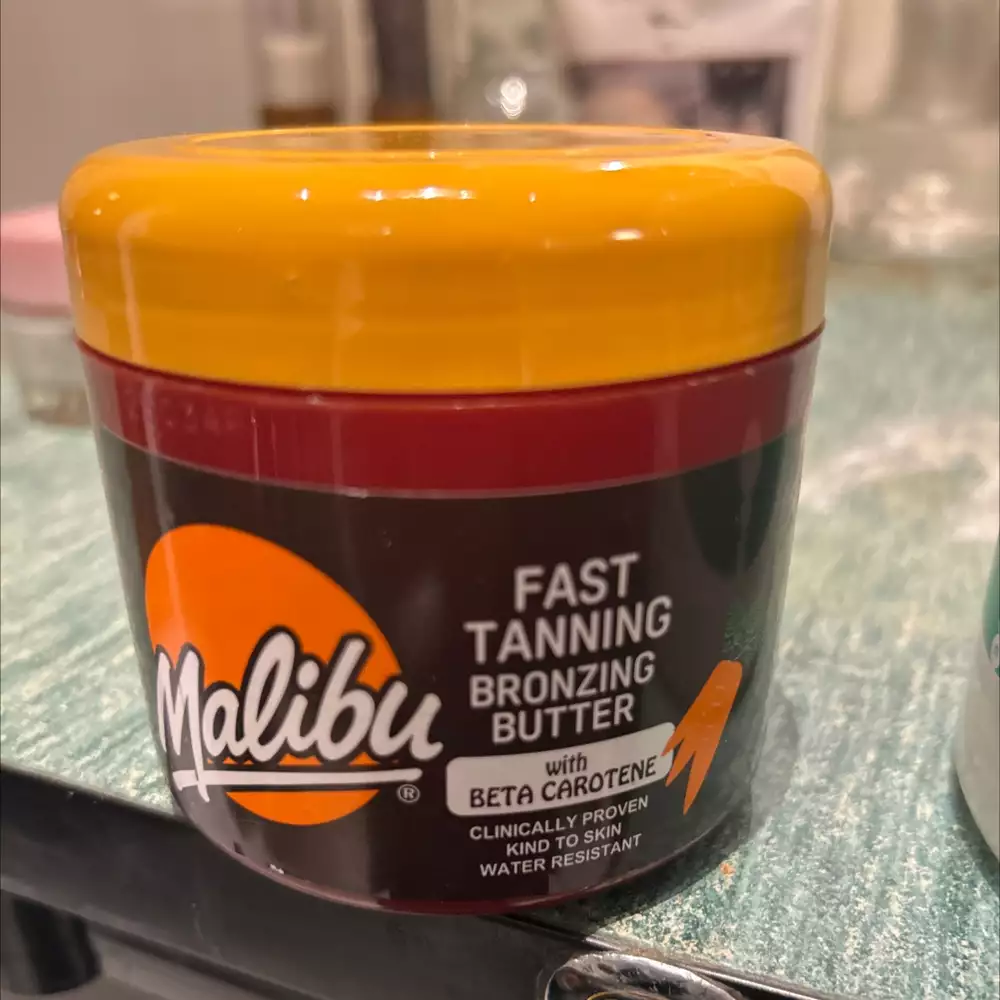 Malibu
®
FAST
TANNING
BRONZING
BUTTER
with
BETA CAROTENE
CLINICALLY PROVEN
KIND TO SKIN
WATER RESISTANT